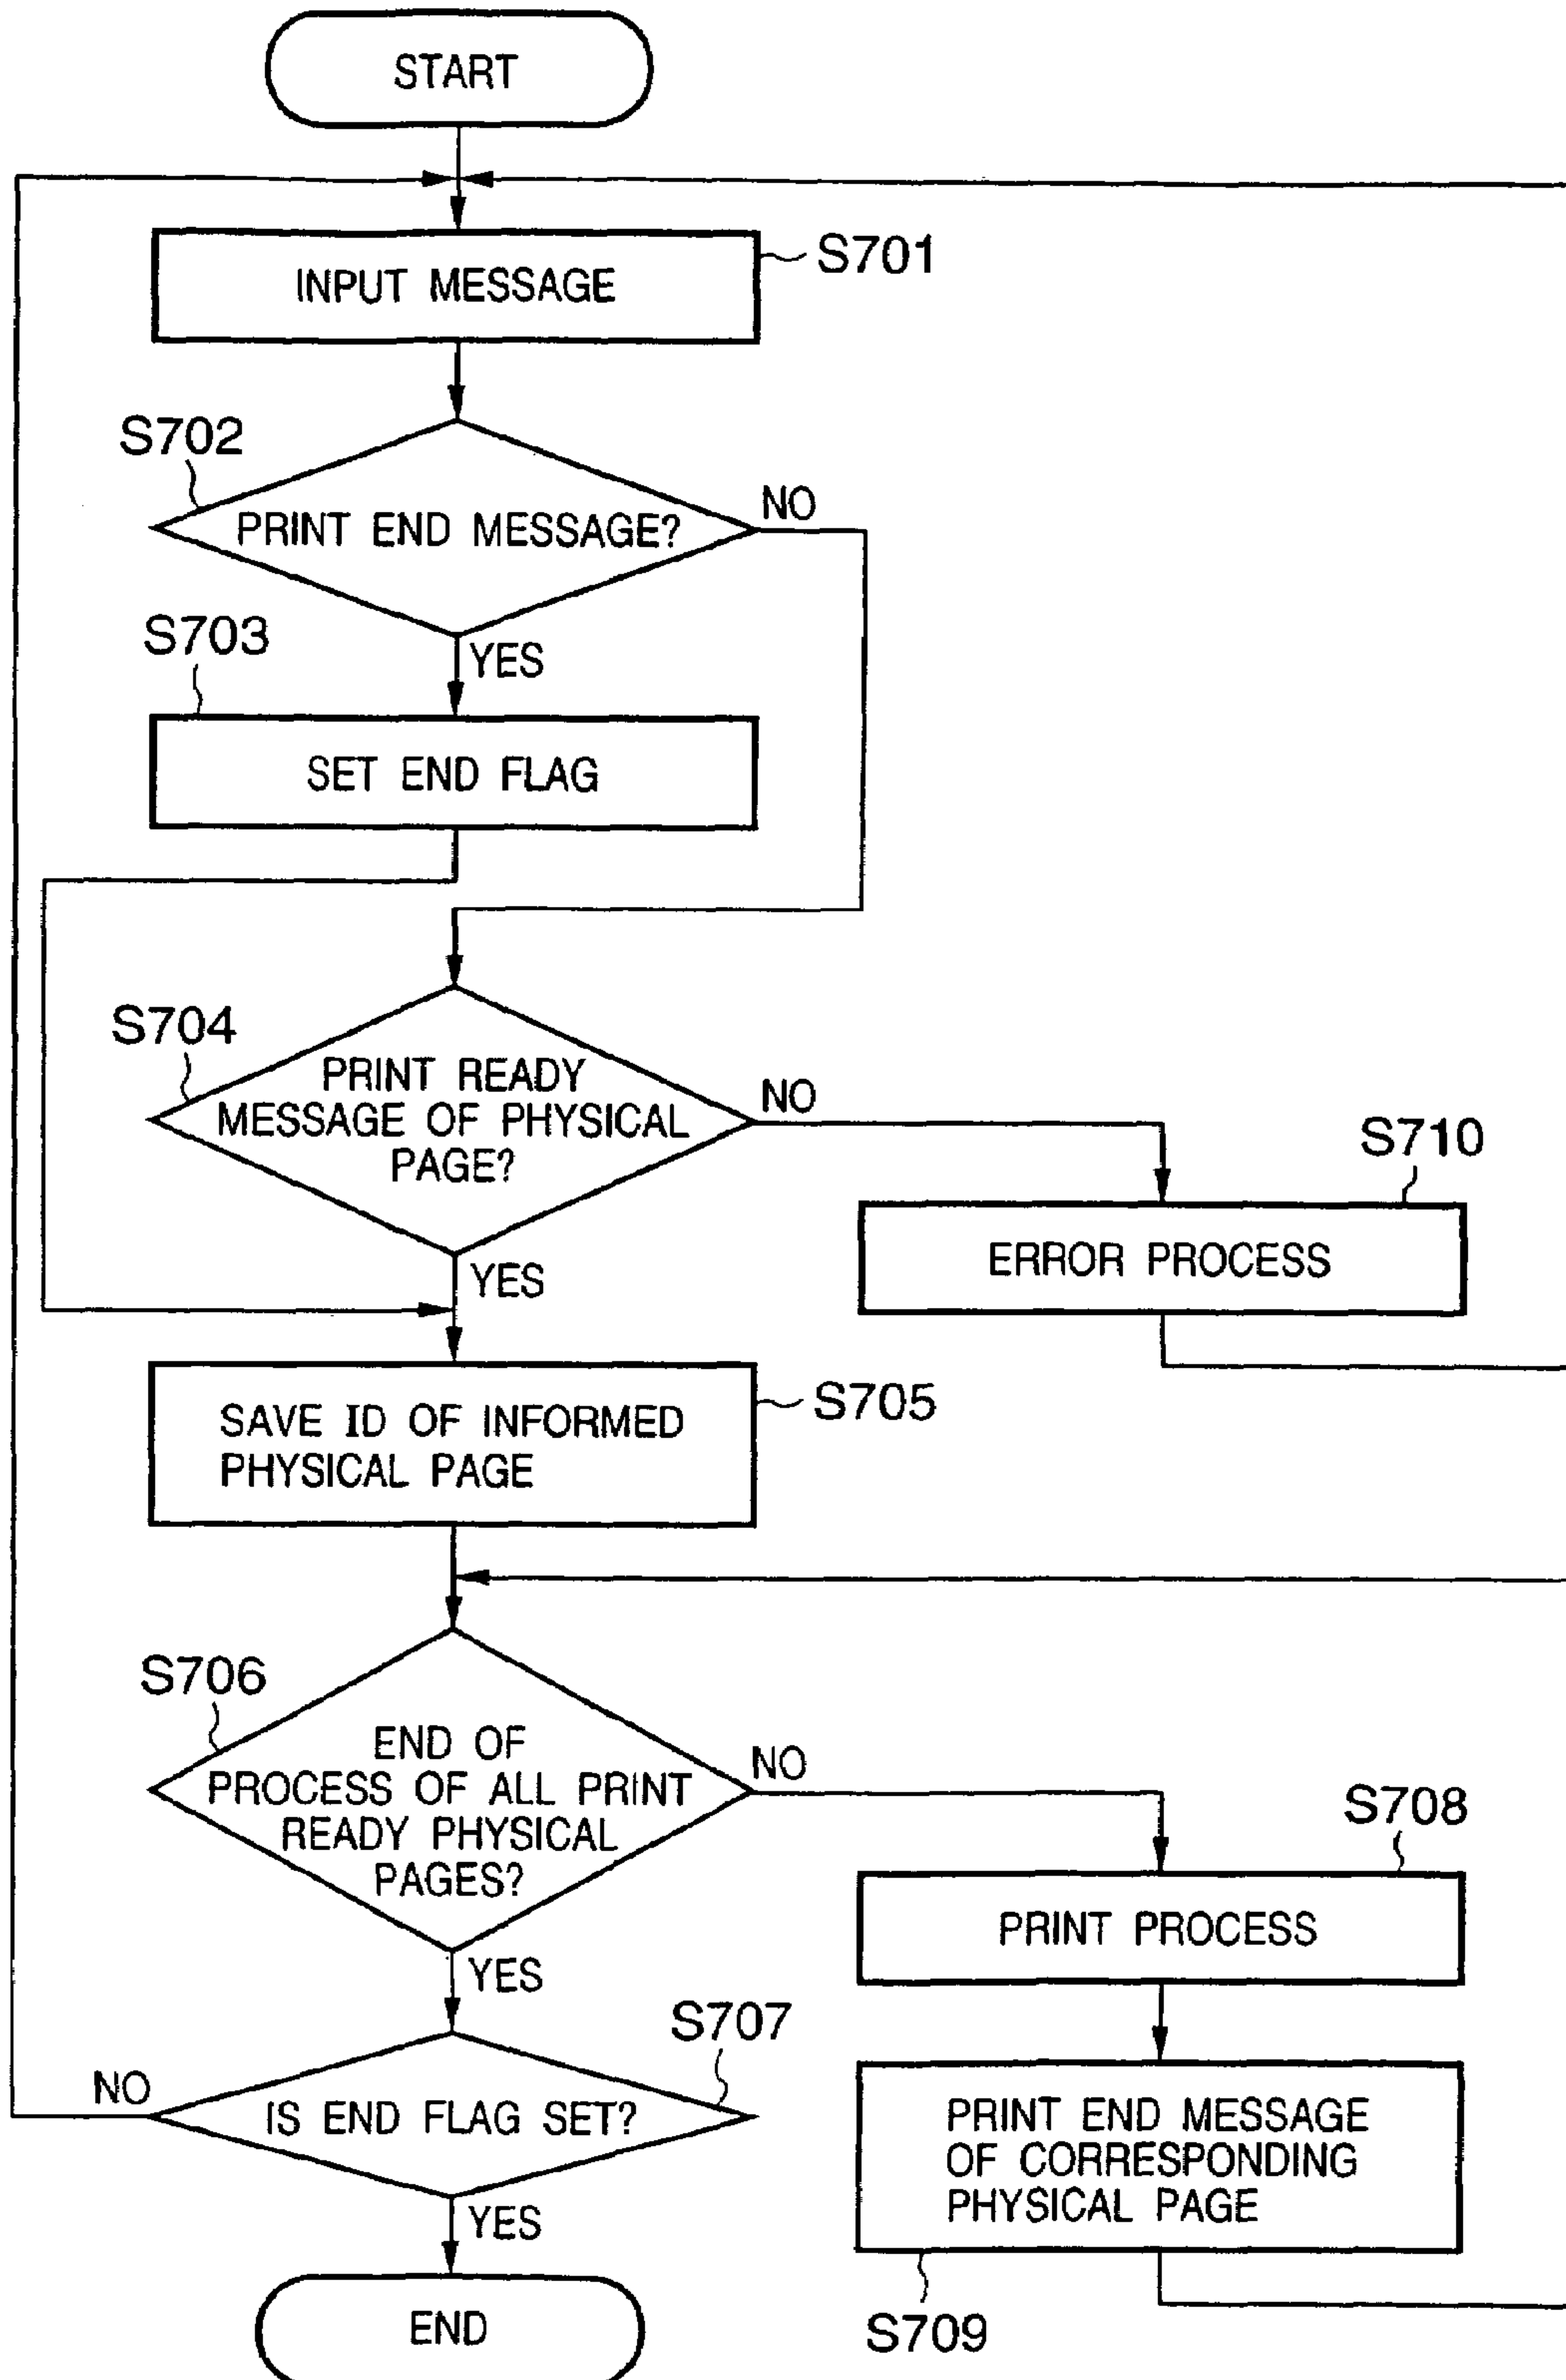 START
INPUT MESSAGE
S701
S702
PRINT END MESSAGE?
NO
S703
YES
SET END FLAG
S704
PRINT READY
MESSAGE OF PHYSICAL
PAGE?
NO
YES
S710
ERROR PROCESS
SAVE ID OF INFORMED
PHYSICAL PAGE
S705
S706
END OF
PROCESS OF ALL PRINT
READY PHYSICAL
PAGES?
NO
YES
S708
PRINT PROCESS
S707
IS END FLAG SET?
NO
YES
PRINT END MESSAGE
OF CORRESPONDING
PHYSICAL PAGE
S709
END